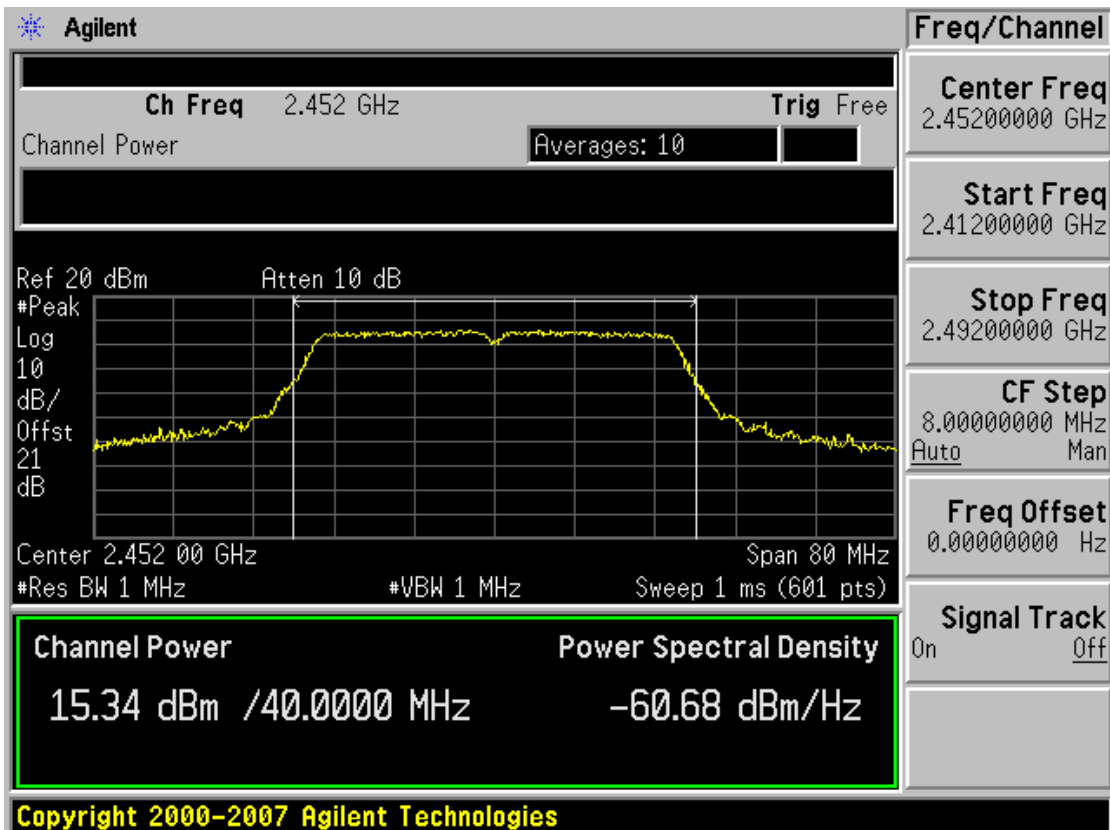 Agilent
Freq/Channel
Ch Freq 2.452 GHz Trig Free
Channel Power Averages: 10
Ref 20 dBm Atten 10 dB
#Peak
Log
10
dB/
Offst
21
dB
Center 2.452 00 GHz Span 80 MHz
#Res BW 1 MHz #VBW 1 MHz Sweep 1 ms (601 pts)
Channel Power Power Spectral Density
15.34 dBm /40.0000 MHz -60.68 dBm/Hz
Center Freq
2.45200000 GHz
Start Freq
2.41200000 GHz
Stop Freq
2.49200000 GHz
CF Step
8.00000000 MHz
Auto Man
Freq Offset
0.00000000 Hz
Signal Track
On Off
Copyright 2000-2007 Agilent Technologies